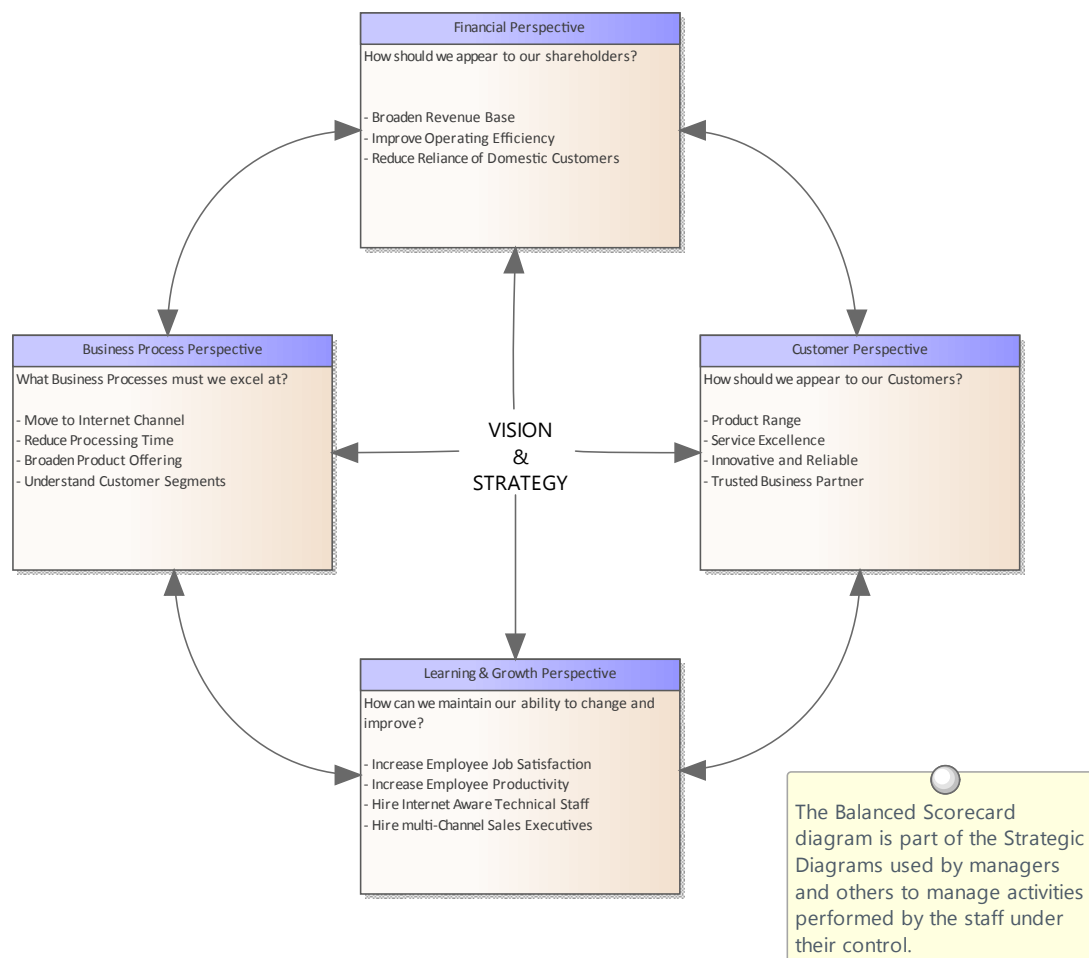 Financial Perspective
How should we appear to our shareholders?
- Broaden Revenue Base
- Improve Operating Efficiency
- Reduce Reliance of Domestic Customers
Business Process Perspective
What Business Processes must we excel at?
- Move to Internet Channel
- Reduce Processing Time
- Broaden Product Offering
- Understand Customer Segments
VISION
&
STRATEGY
Customer Perspective
How should we appear to our Customers?
- Product Range
- Service Excellence
- Innovative and Reliable
- Trusted Business Partner
Learning & Growth Perspective
How can we maintain our ability to change and
improve?
- Increase Employee Job Satisfaction
- Increase Employee Productivity
- Hire Internet Aware Technical Staff
- Hire multi-Channel Sales Executives
The Balanced Scorecard
diagram is part of the Strategic
Diagrams used by managers
and others to manage activities
performed by the staff under
their control.